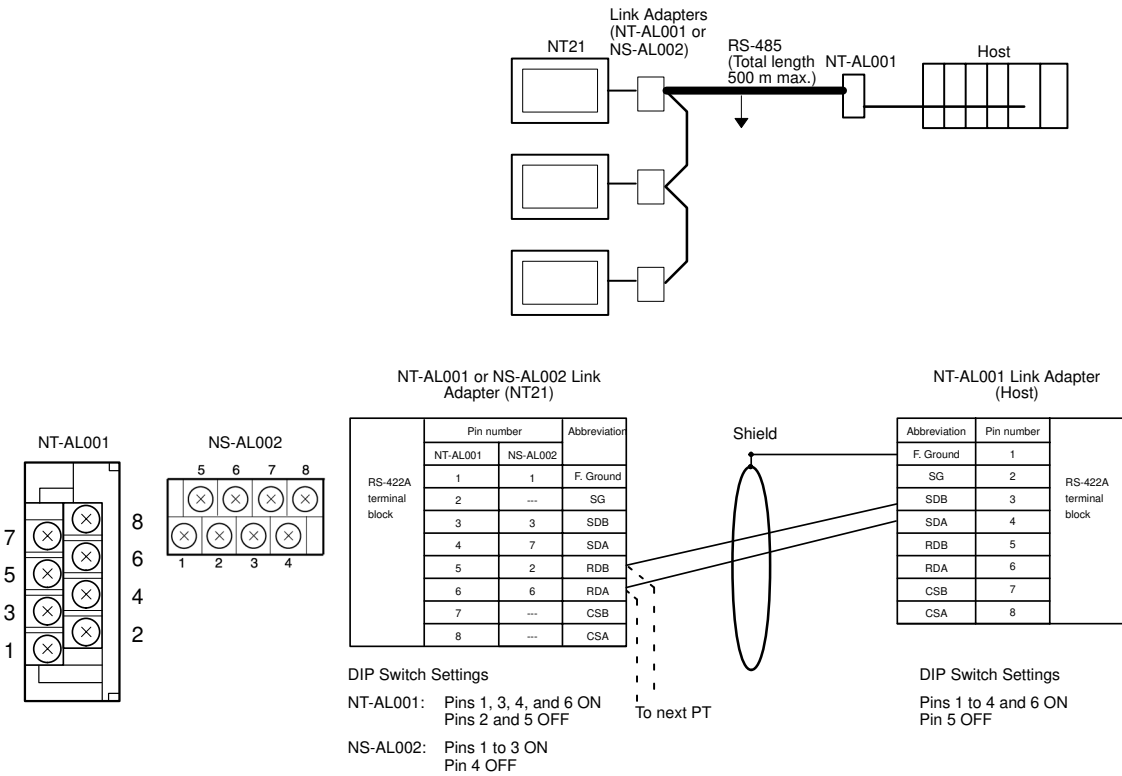 Link Adapters
(NT-AL001 or
NS-AL002)
NT21
RS-485
(Total length
500 m max.)
NT-AL001
Host
NT-AL001 or NS-AL002 Link
Adapter (NT21)
NT-AL001 Link Adapter
(Host)
NT-AL001
7
5
3
1
8
6
4
2
NS-AL002
5 6 7 8
1 2 3 4
RS-422A
terminal
block
Pin number Abbreviation
NT-AL001 NS-AL002
1 1 F. Ground
2 --- SG
3 3 SDB
4 7 SDA
5 2 RDB
6 6 RDA
7 --- CSB
8 --- CSA
Shield
Abbreviation Pin number
F. Ground 1
SG 2
SDB 3
SDA 4
RDB 5
RDA 6
CSB 7
CSA 8
RS-422A
terminal
block
To next PT
DIP Switch Settings
NT-AL001: Pins 1, 3, 4, and 6 ON
Pins 2 and 5 OFF
NS-AL002: Pins 1 to 3 ON
Pin 4 OFF
DIP Switch Settings
Pins 1 to 4 and 6 ON
Pin 5 OFF